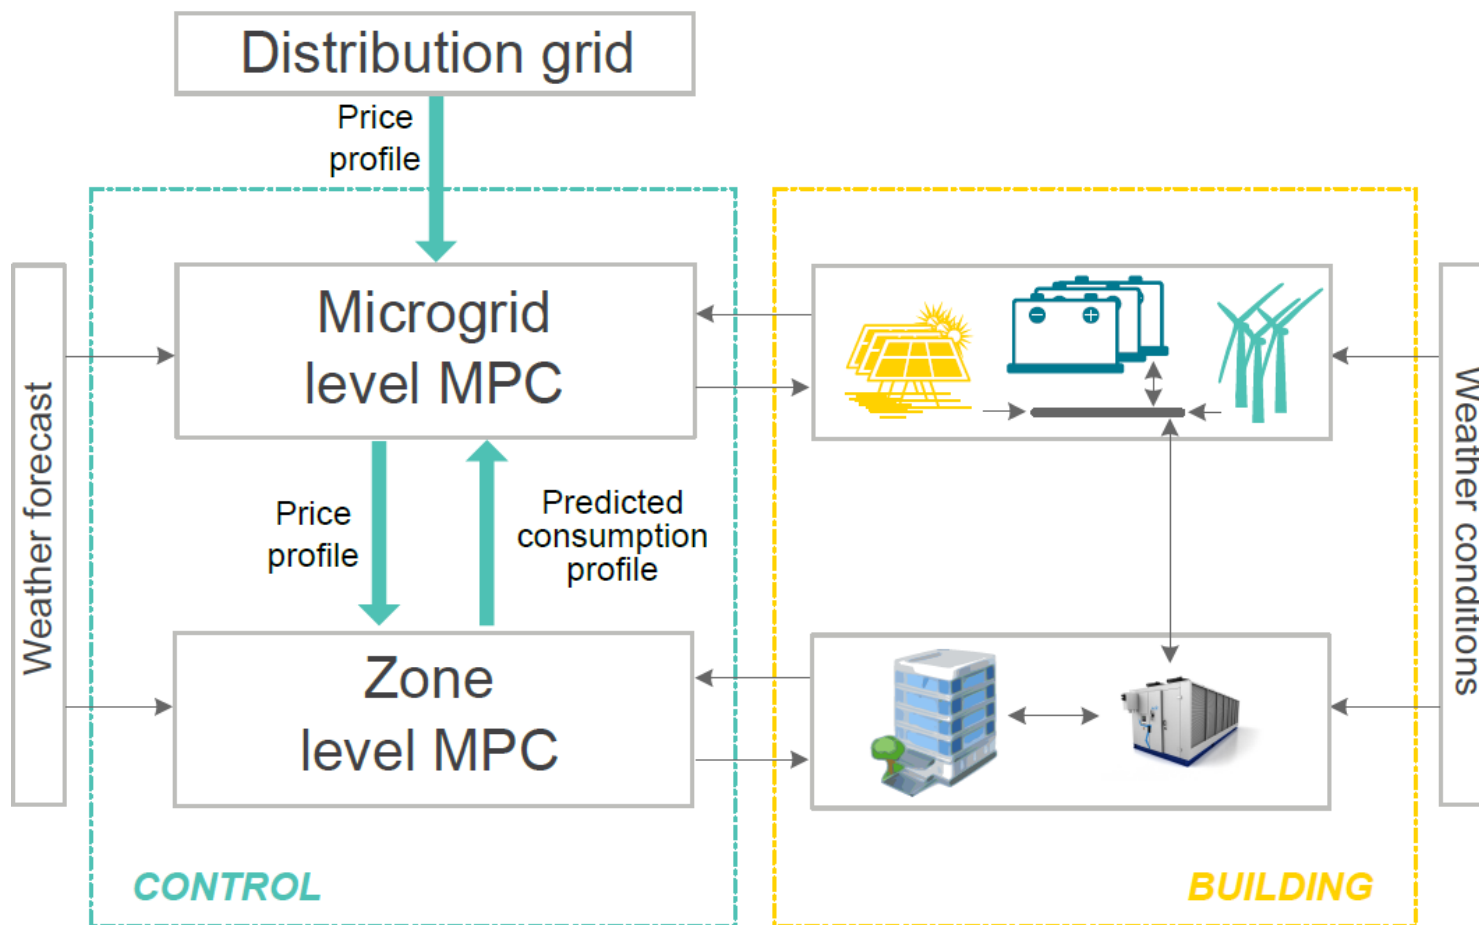 Distribution grid
Price
profile
Microgrid
level MPC
Weather forecast
Weather conditions
Price
profile
Predicted
consumption
profile
Zone
level MPC
CONTROL
BUILDING